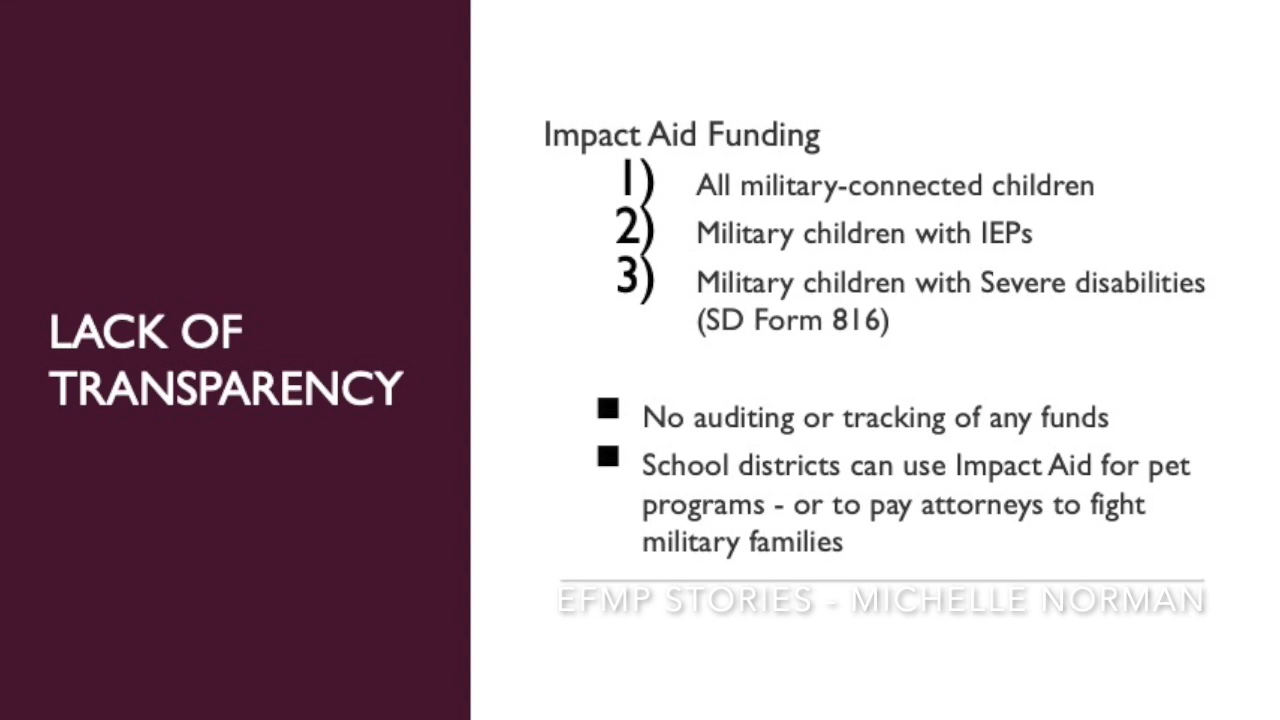 LACK OF
TRANSPARENCY
Impact Aid Funding
1) All military-connected children
2) Military children with IEPs
3) Military children with Severe disabilities
(SD Form 816)
■ No auditing or tracking of any funds
■ School districts can use Impact Aid for pet
programs - or to pay attorneys to fight
military families
EFMP STORIES - MICHELLE NORMAN